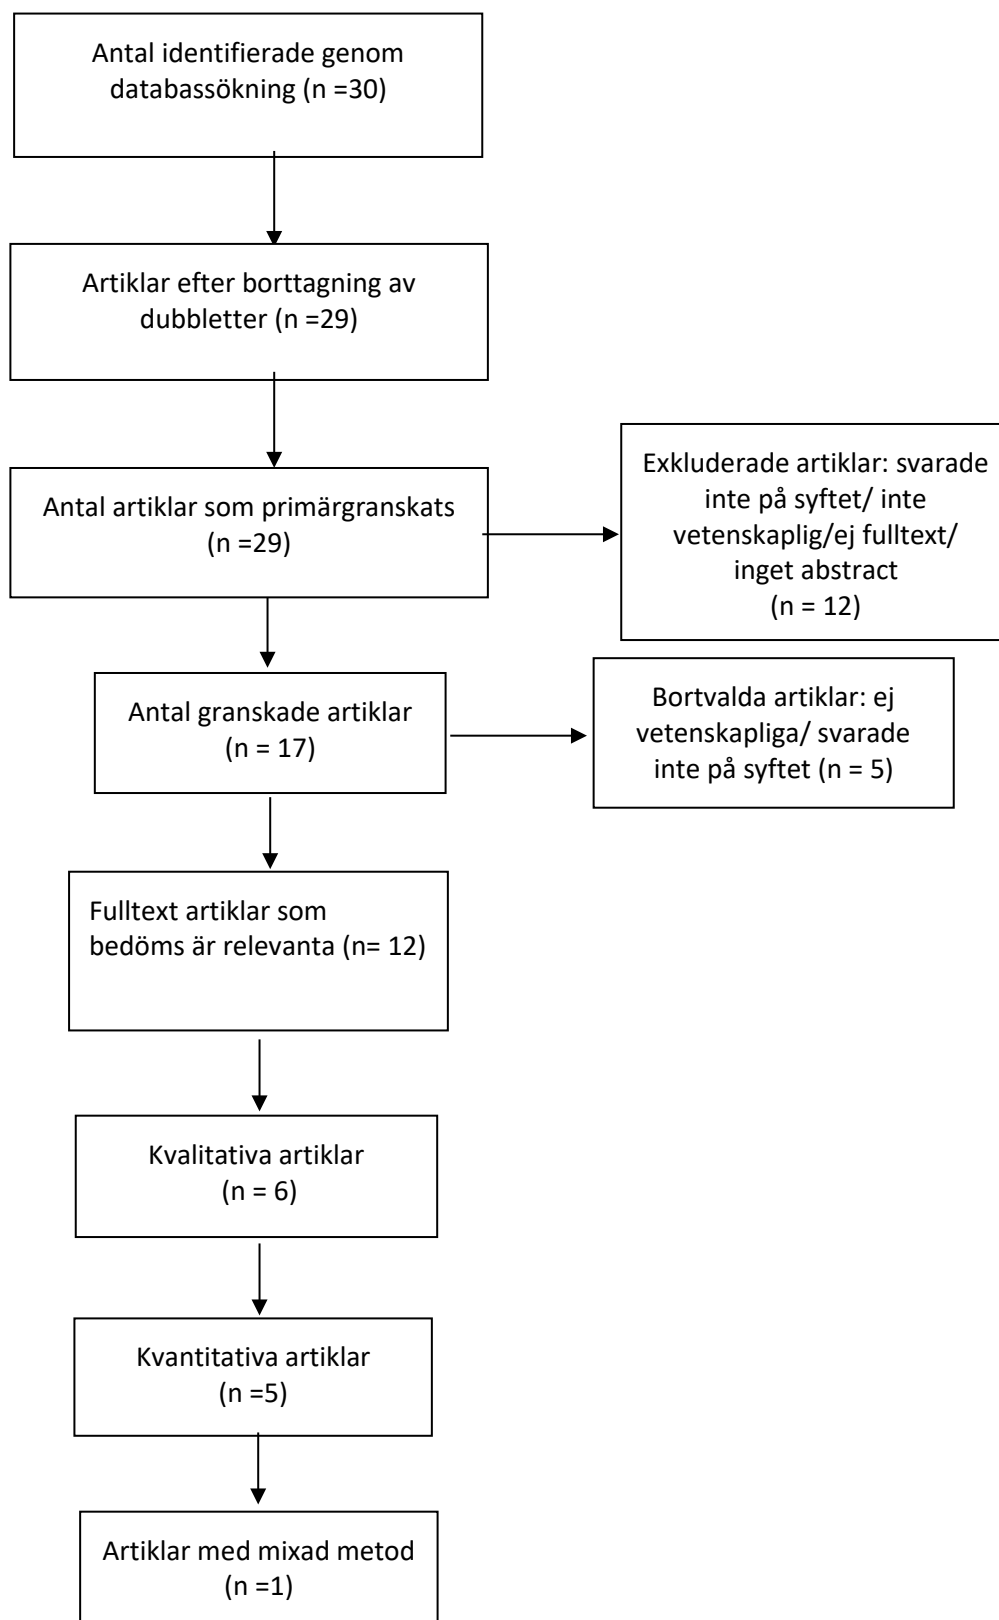 Antal identifierade genom
databassökning (n =30)
Artiklar efter borttagning av
dubbletter (n =29)
Antal artiklar som primärgranskats
(n =29)
Exkluderade artiklar: svarade
inte på syftet/ inte
vetenskaplig/ej fulltext/
inget abstract
(n = 12)
Antal granskade artiklar
(n = 17)
Bortvalda artiklar: ej
vetenskapliga/ svarade
inte på syftet (n = 5)
Fulltext artiklar som
bedöms är relevanta (n= 12)
Kvalitativa artiklar
(n = 6)
Kvantitativa artiklar
(n =5)
Artiklar med mixad metod
(n =1)